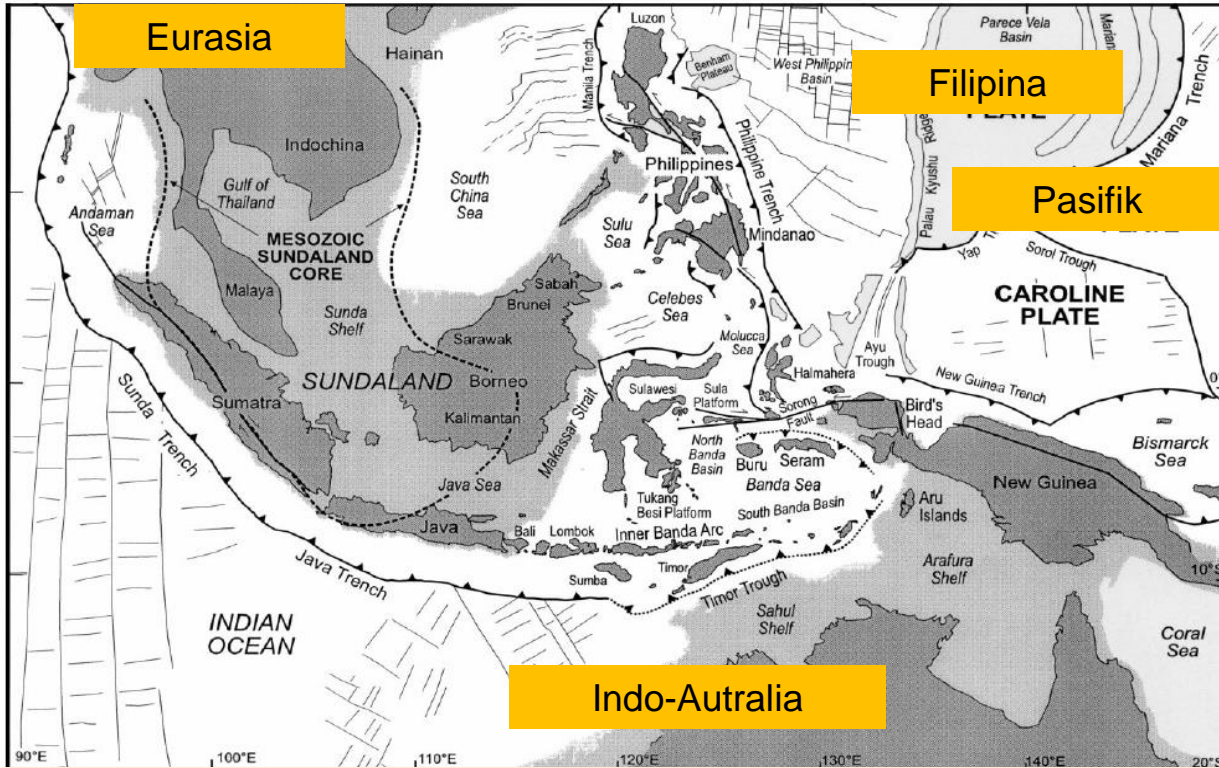 Eurasia
Hainan
Luzon
Benham
Plateau
West Philippin
Basin
Parece Vela
Basin
Mariana
Filipina
PLATE
Manila Trench
Philippine Trench
Palau Kyushu Ridge
Mariana Trench
Indochina
Gulf of
Thailand
South
China
Sea
Philippines
Pasifik
Andaman
Sea
MESOZOIC
SUNDALAND
CORE
Sulu
Sea
Mindanao
Yap
Sorol Trough
Malaya
Sunda
Shelf
Sabah
Brunei
Sarawak
Celebes
Sea
Molucca
Sea
CAROLINE
PLATE
Ayu
Trough
Halmahera
New Guinea Trench
0°
SUNDALAND
Borneo
Kalimantan
Makassar Strait
Sulawesi
Sula
Platform
Sorong
Fault
Bird's
Head
Bismarck
Sea
Sunda Trench
Sumatra
North
Banda
Basin
Buru
Seram
Banda Sea
New Guinea
Java Sea
Tukang
Besi Platform
South Banda Basin
Aru
Islands
Java
Bali
Lombok
Inner Banda Arc
Arafura
Shelf
Java Trench
Sumba
Timor
Timor Trough
10°S
INDIAN
OCEAN
Sahul
Shelf
Coral
Sea
Indo-Autralia
90°E
100°E
110°E
120°E
130°E
140°E
20°S